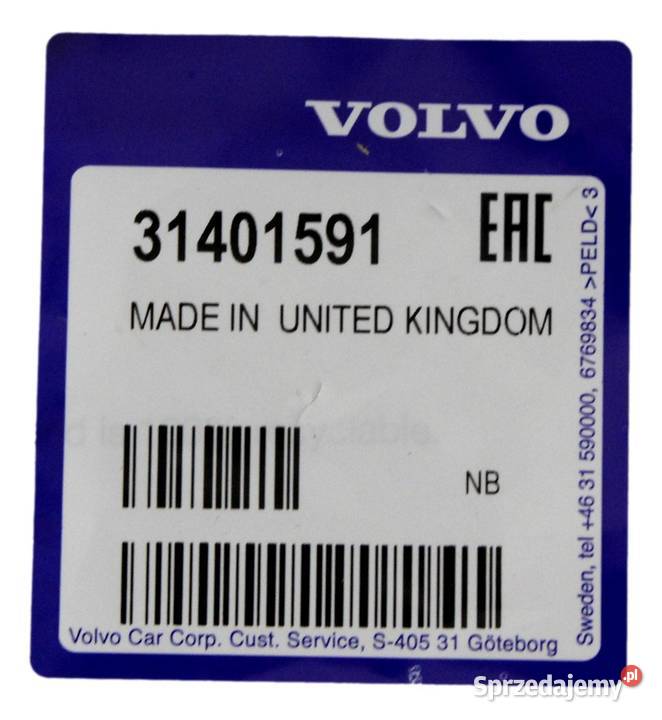 VOLVO
31401591
EAC
MADE IN UNITED KINGDOM
NB
Volvo Car Corp. Cust. Service, S-405 31 Göteborg
Sweden, tel +46 31 590000, 6769834 >PELD< 3
Sprzedajemy.pl